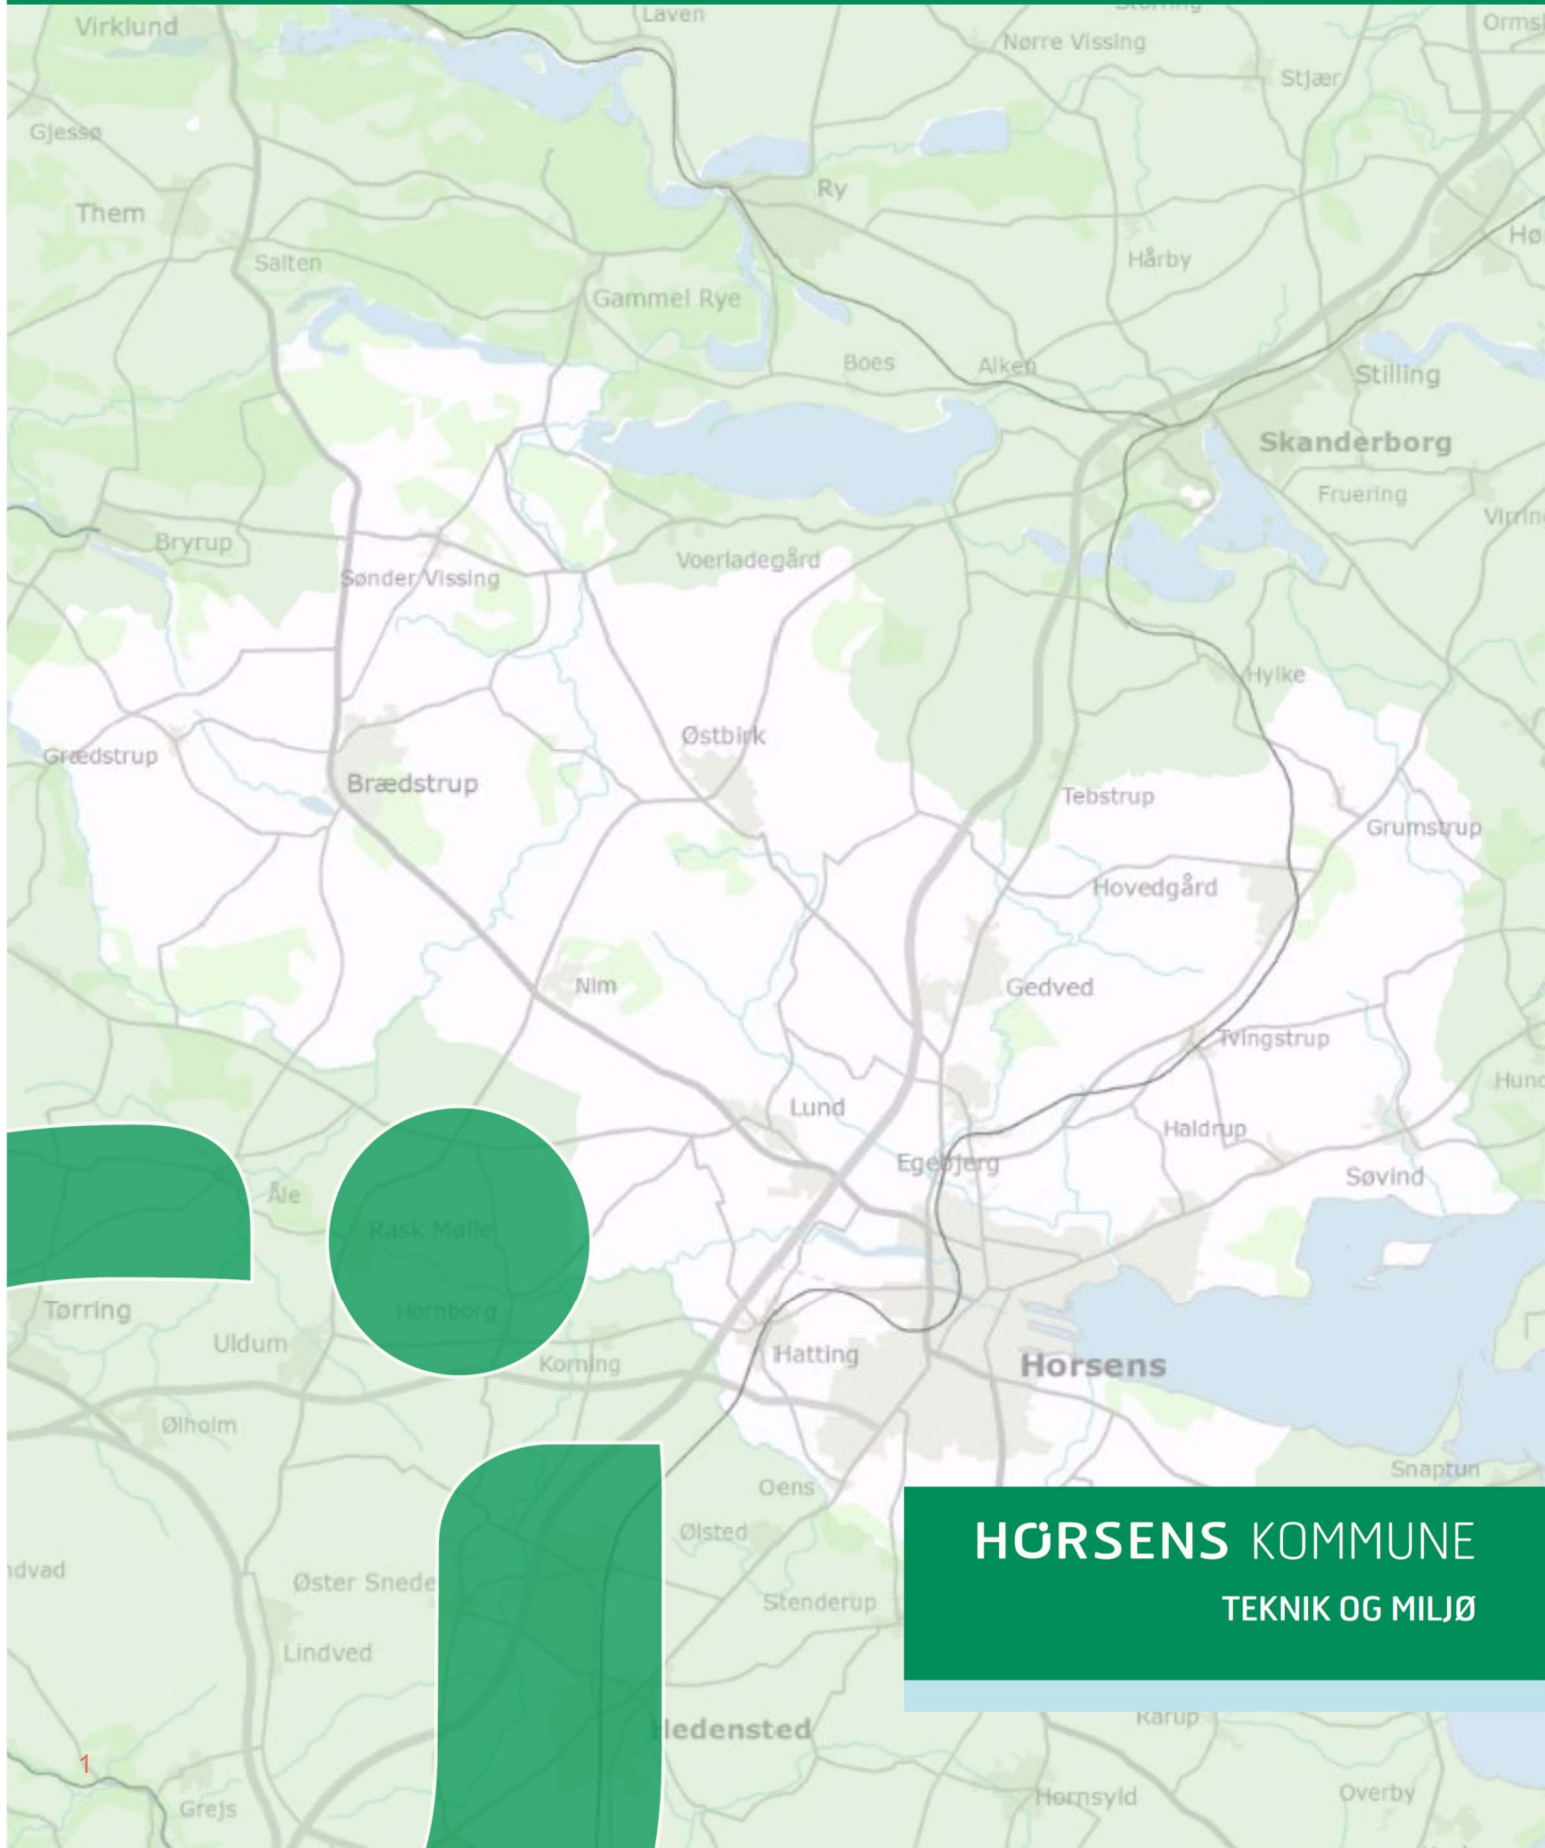 Laven
Virklund
Nørre Vissing
Stjær
Gjessø
Ry
Them
Hårby
Salten
Gammel Rye
Boes
Alken
Stilling
Skanderborg
Fruering
Bryrup
Voerladegård
Sønder Vissing
Hylke
Østbirk
Grædstrup
Brædstrup
Tebstrup
Grumstrup
Hovedgård
Nim
Gedved
Tvingstrup
Lund
Haldrup
Egebjerg
Søvind
Åle
Rask Mølle
Tørring
Hornborg
Uldum
Korning
Hatting
Horsens
Ølholm
Snaptun
Oens
Ølsted
HORSENS KOMMUNE
Øster Snede
Stenderup
TEKNIK OG MILJØ
Lindved
Rårup
Hedensted
1
Overby
Hornsyld
Grejs